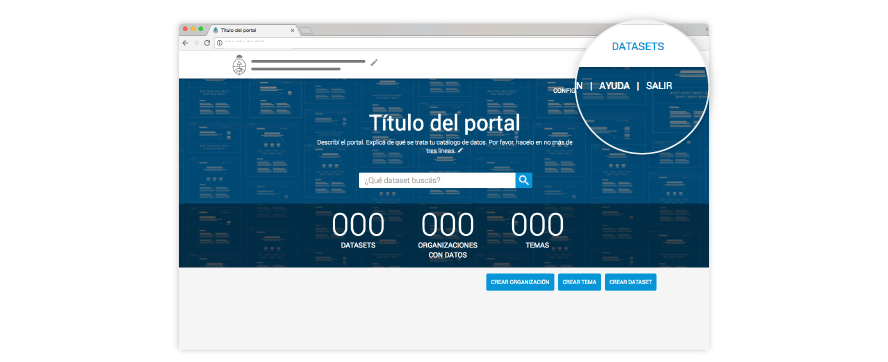 Título del portal
DATASETS
CONFIG
N | AYUDA | SALIR
Título del portal
Describí el portal. Explicá de qué se trata tu catálogo de datos. Por favor, hacelo en no más de
tres líneas.
¿Qué dataset buscás?
000 000 000
DATASETS ORGANIZACIONES TEMAS
CON DATOS
CREAR ORGANIZACIÓN CREAR TEMA CREAR DATASET